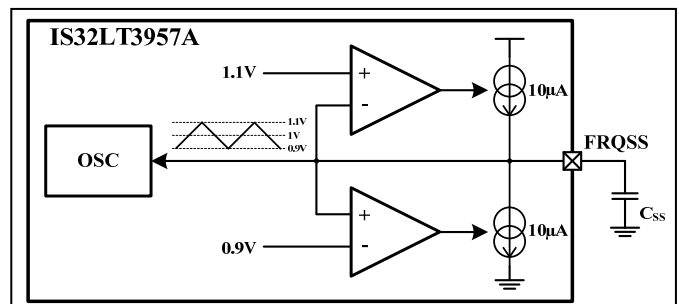 IS32LT3957A
1.1V
+
-
10μA
1.1V
1V
0.9V
OSC
FRQSS
CSS
+
-
0.9V
10μA